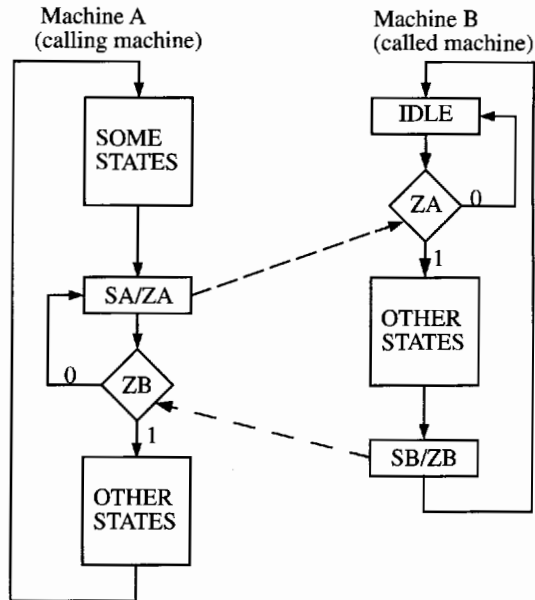 Machine A
(calling machine)
SOME
STATES
SA/ZA
ZB
0
1
OTHER
STATES
Machine B
(called machine)
IDLE
ZA
0
1
OTHER
STATES
SB/ZB